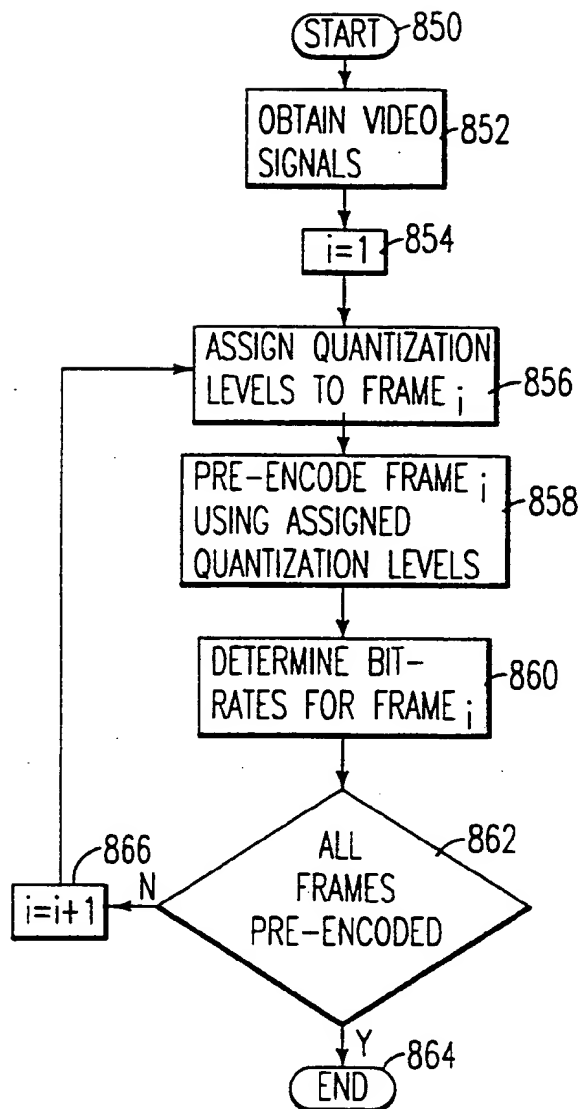 START 850
OBTAIN VIDEO
SIGNALS
852
i=1 854
ASSIGN QUANTIZATION
LEVELS TO FRAME i
856
PRE-ENCODE FRAME i
USING ASSIGNED
QUANTIZATION LEVELS
858
DETERMINE BIT-
RATES FOR FRAME i
860
ALL
FRAMES
PRE-ENCODED
862
866
N
i=i+1
Y
END 864